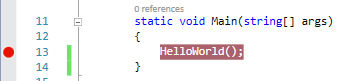 0 references
11 static void Main(string[] args)
12 {
13 HelloWorld();
14 }